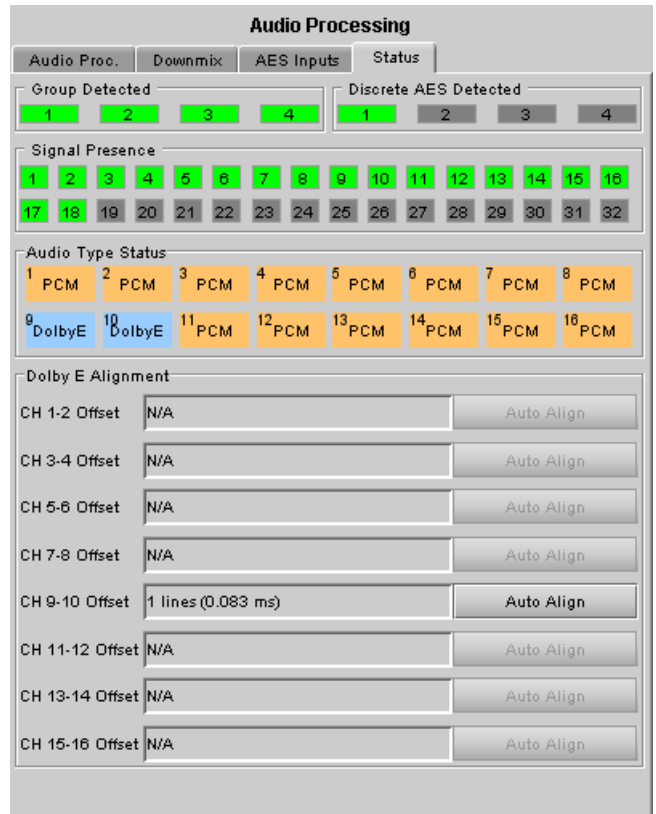 Audio Processing
Audio Proc. Downmix AES Inputs Status
Group Detected Discrete AES Detected
1 2 3 4 1 2 3 4
Signal Presence
1 2 3 4 5 6 7 8 9 10 11 12 13 14 15 16
17 18 19 20 21 22 23 24 25 26 27 28 29 30 31 32
Audio Type Status
1 PCM 2 PCM 3 PCM 4 PCM 5 PCM 6 PCM 7 PCM 8 PCM
9 DolbyE 10 DolbyE 11 PCM 12 PCM 13 PCM 14 PCM 15 PCM 16 PCM
Dolby E Alignment
CH 1-2 Offset N/A Auto Align
CH 3-4 Offset N/A Auto Align
CH 5-6 Offset N/A Auto Align
CH 7-8 Offset N/A Auto Align
CH 9-10 Offset 1 lines (0.083 ms) Auto Align
CH 11-12 Offset N/A Auto Align
CH 13-14 Offset N/A Auto Align
CH 15-16 Offset N/A Auto Align